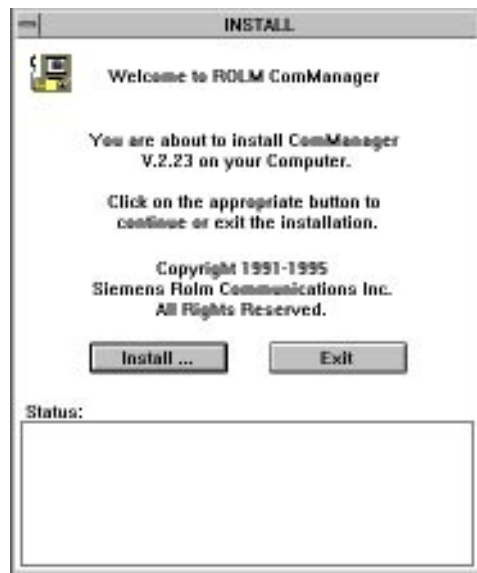 INSTALL
Welcome to ROLM ComManager
You are about to install ComManager
V.2.23 on your Computer.
Click on the appropriate button to
continue or exit the installation.
Copyright 1991-1995
Siemens Rolm Communications Inc.
All Rights Reserved.
Install ... Exit
Status: